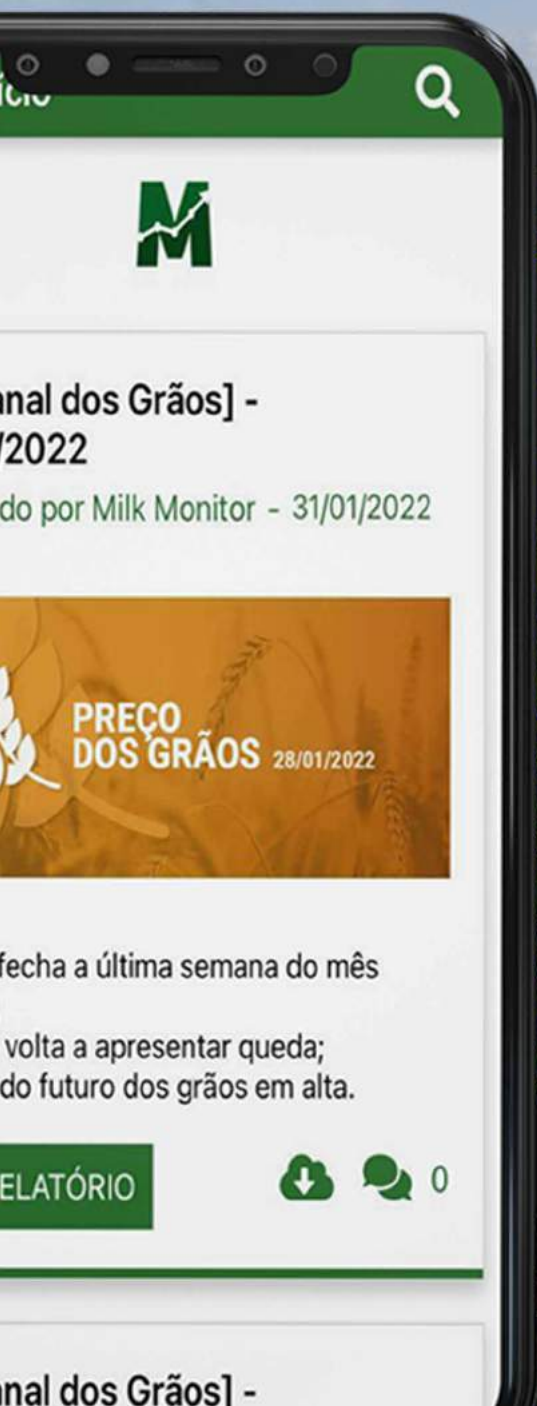 M
anal dos Grãos] -
/2022
do por Milk Monitor - 31/01/2022
PREÇO
DOS GRÃOS 28/01/2022
fecha a última semana do mês
volta a apresentar queda;
do futuro dos grãos em alta.
ELATÓRIO
0
anal dos Grãos] -